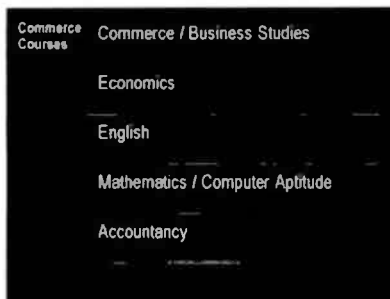 Commerce
Courses
Commerce / Business Studies
Economics
English
Mathematics / Computer Aptitude
Accountancy